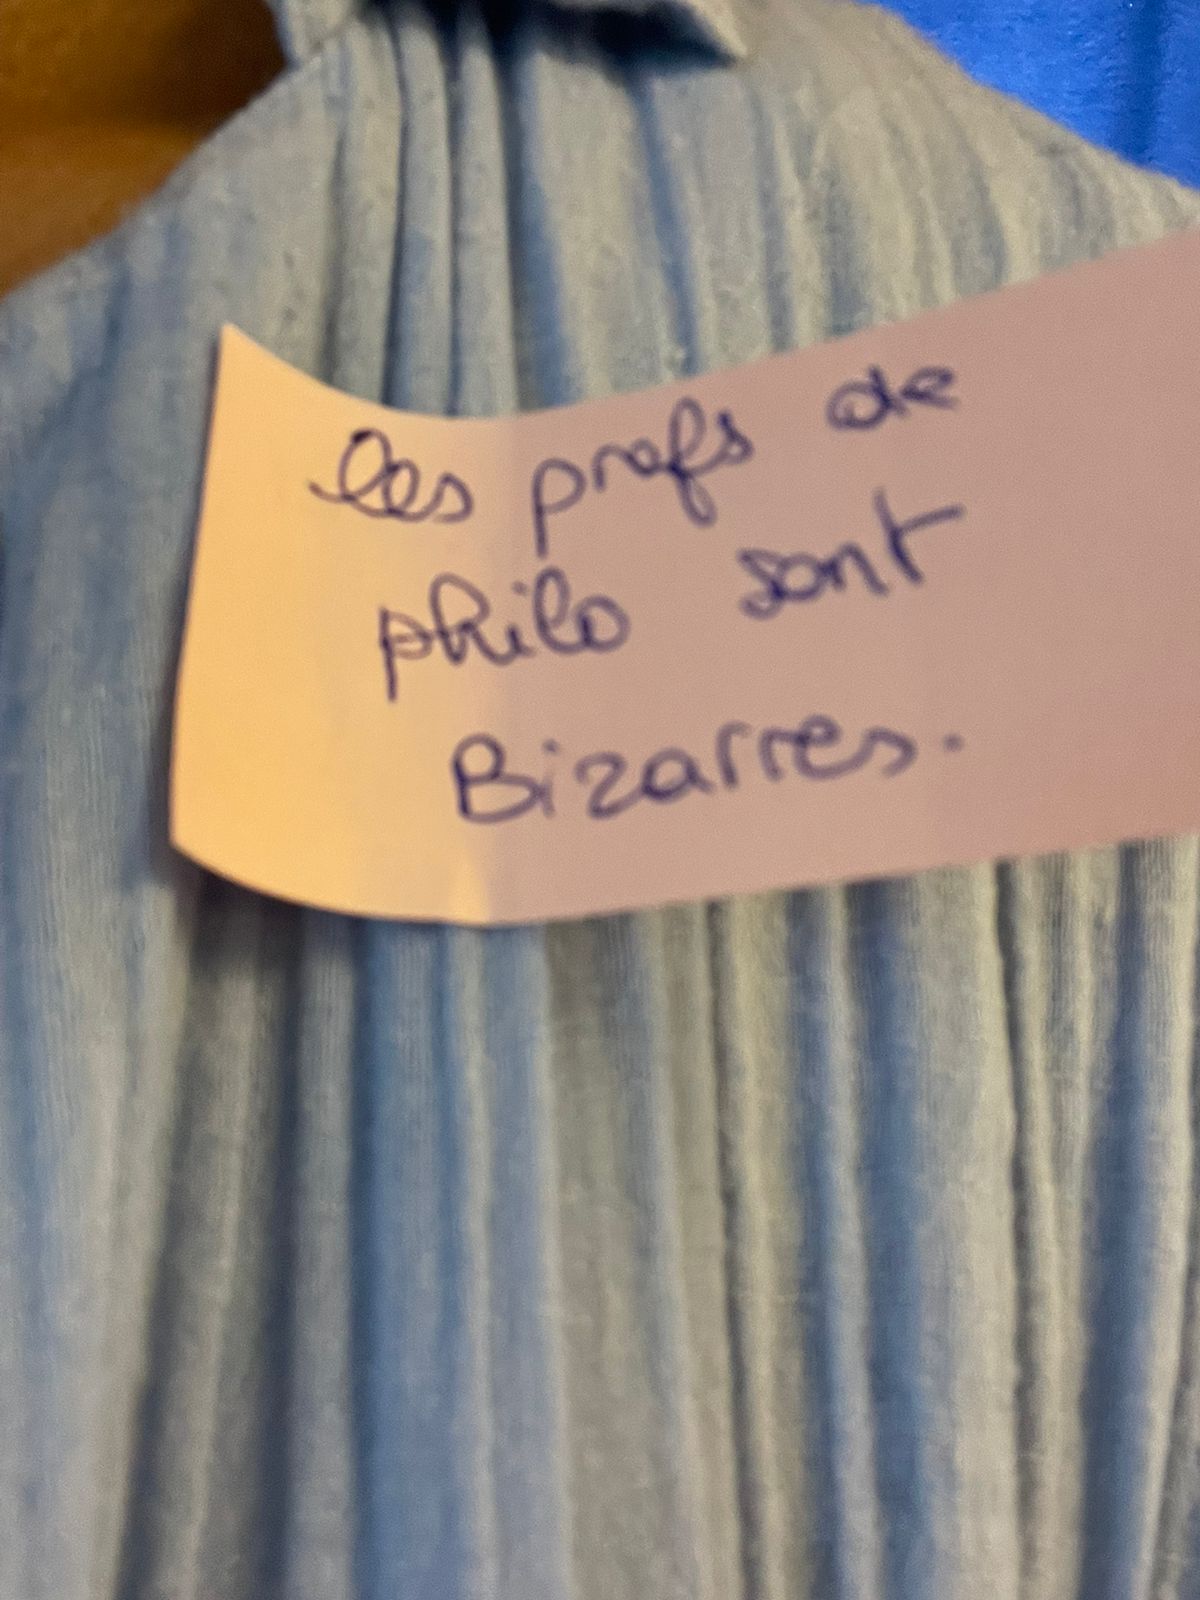 les profs de
philo sont
Bizarres.